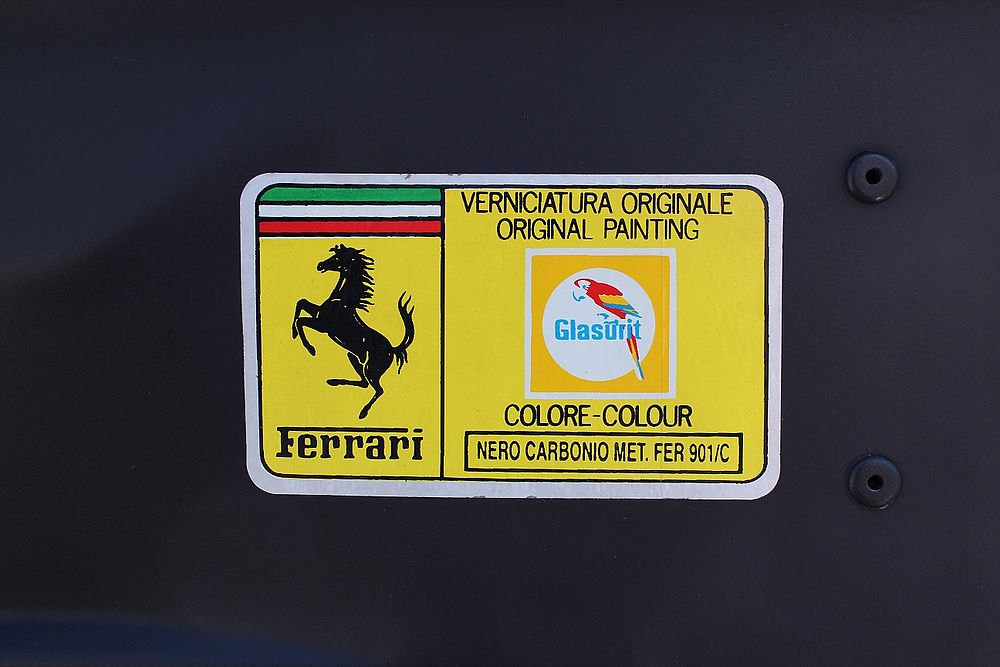 VERNICIATURA ORIGINALE
ORIGINAL PAINTING
Glasurit
COLORE-COLOUR
NERO CARBONIO MET. FER 901/C
Ferrari